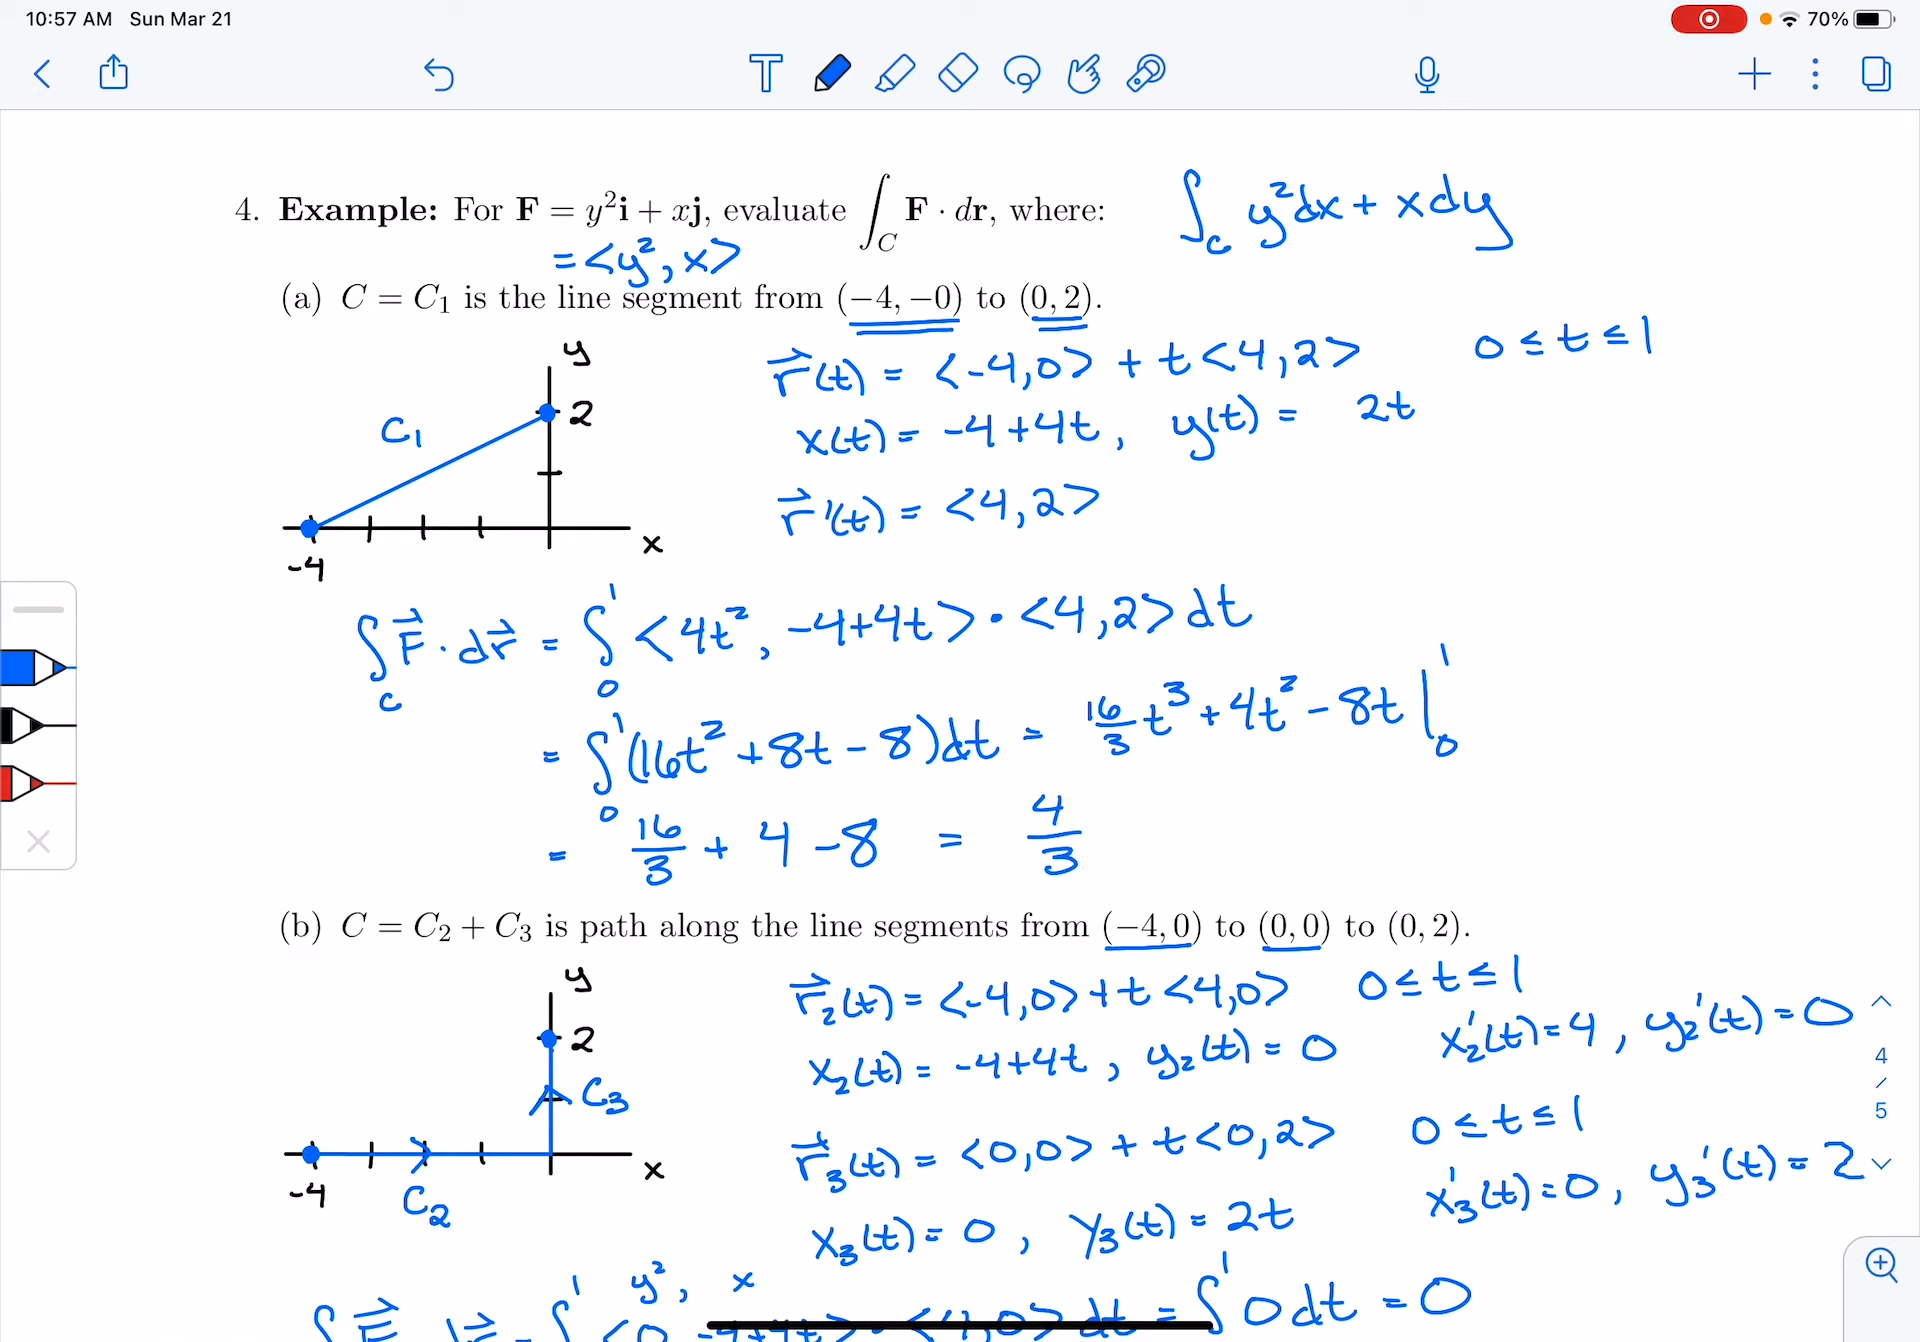 10:57 AM Sun Mar 21
70%
4. Example: For F = y²i + xj, evaluate ∫_C F · dr, where:
∫_C y²dx + xdy
= <y², x>
(a) C = C₁ is the line segment from (−4, −0) to (0, 2).
y
2
C₁
-4
x
r⃗(t) = <-4,0> + t<4,2> 0 ≤ t ≤ 1
x(t) = -4+4t, y(t) = 2t
r⃗'(t) = <4,2>
∫_C F⃗ · dr⃗ = ∫₀¹ <4t², -4+4t> • <4,2> dt
= ∫₀¹ (16t² + 8t - 8)dt = 16/3 t³ + 4t² - 8t |₀¹
= 16/3 + 4 - 8 = 4/3
(b) C = C₂ + C₃ is path along the line segments from (−4, 0) to (0, 0) to (0, 2).
y
2
C₃
-4
C₂
x
r⃗₂(t) = <-4,0> + t<4,0> 0 ≤ t ≤ 1
x₂(t) = -4+4t, y₂(t) = 0
x₂'(t) = 4, y₂'(t) = 0
r⃗₃(t) = <0,0> + t<0,2> 0 ≤ t ≤ 1
x₃(t) = 0, y₃(t) = 2t
x₃'(t) = 0, y₃'(t) = 2
4
/
5
y², x
= ∫₀¹ 0 dt = 0